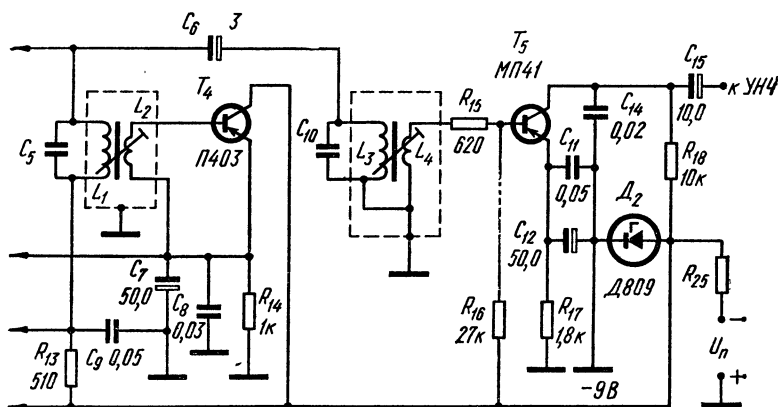 C6 3
T5
МП41
C15
к УНЧ
10,0
T4
L2
C5
П403
L1
C10
L3
L4
R15
620
C14
0,02
C11
0,05
R18
10к
C12
50,0
Д2
Д809
R25
C7
50,0
C8
0,03
R14
1к
C9 0,05
R13
510
R16
27к
R17
1,8к
-9В
−
Uп
+